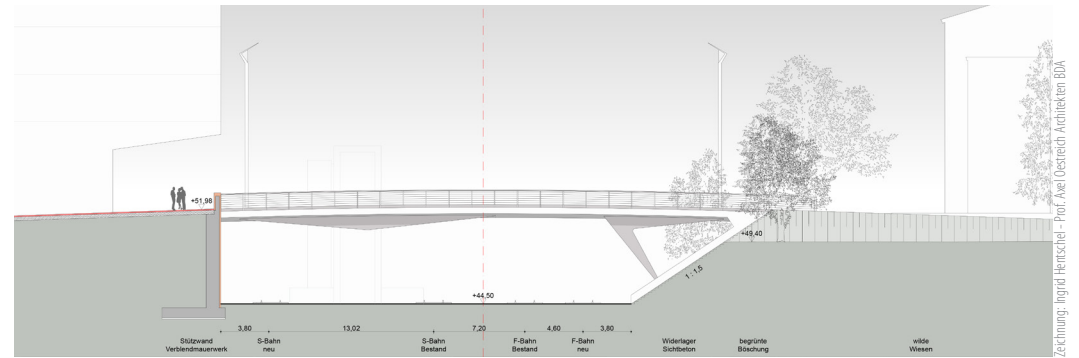 +51,98
+49,40
1 : 1,5
+44,50
3,80 13,02 7,20 4,60 3,80
Stützwand
Verblendmauerwerk
S-Bahn
neu
S-Bahn
Bestand
F-Bahn
Bestand
F-Bahn
neu
Widerlager
Sichtbeton
begrünte
Böschung
wilde
Wiesen
Zeichnung: Ingrid Hentschel - Prof. Axel Oestreich Architekten BDA